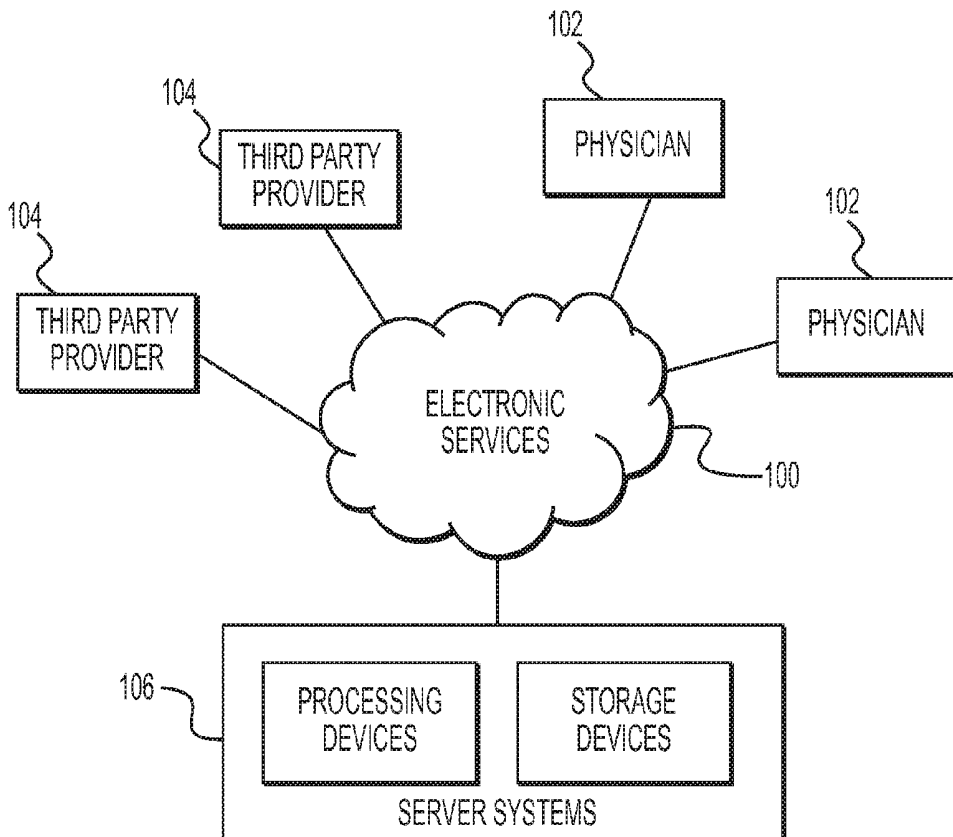 102
104
THIRD PARTY
PROVIDER
PHYSICIAN
104
THIRD PARTY
PROVIDER
102
PHYSICIAN
ELECTRONIC
SERVICES
100
106
PROCESSING
DEVICES
STORAGE
DEVICES
SERVER SYSTEMS